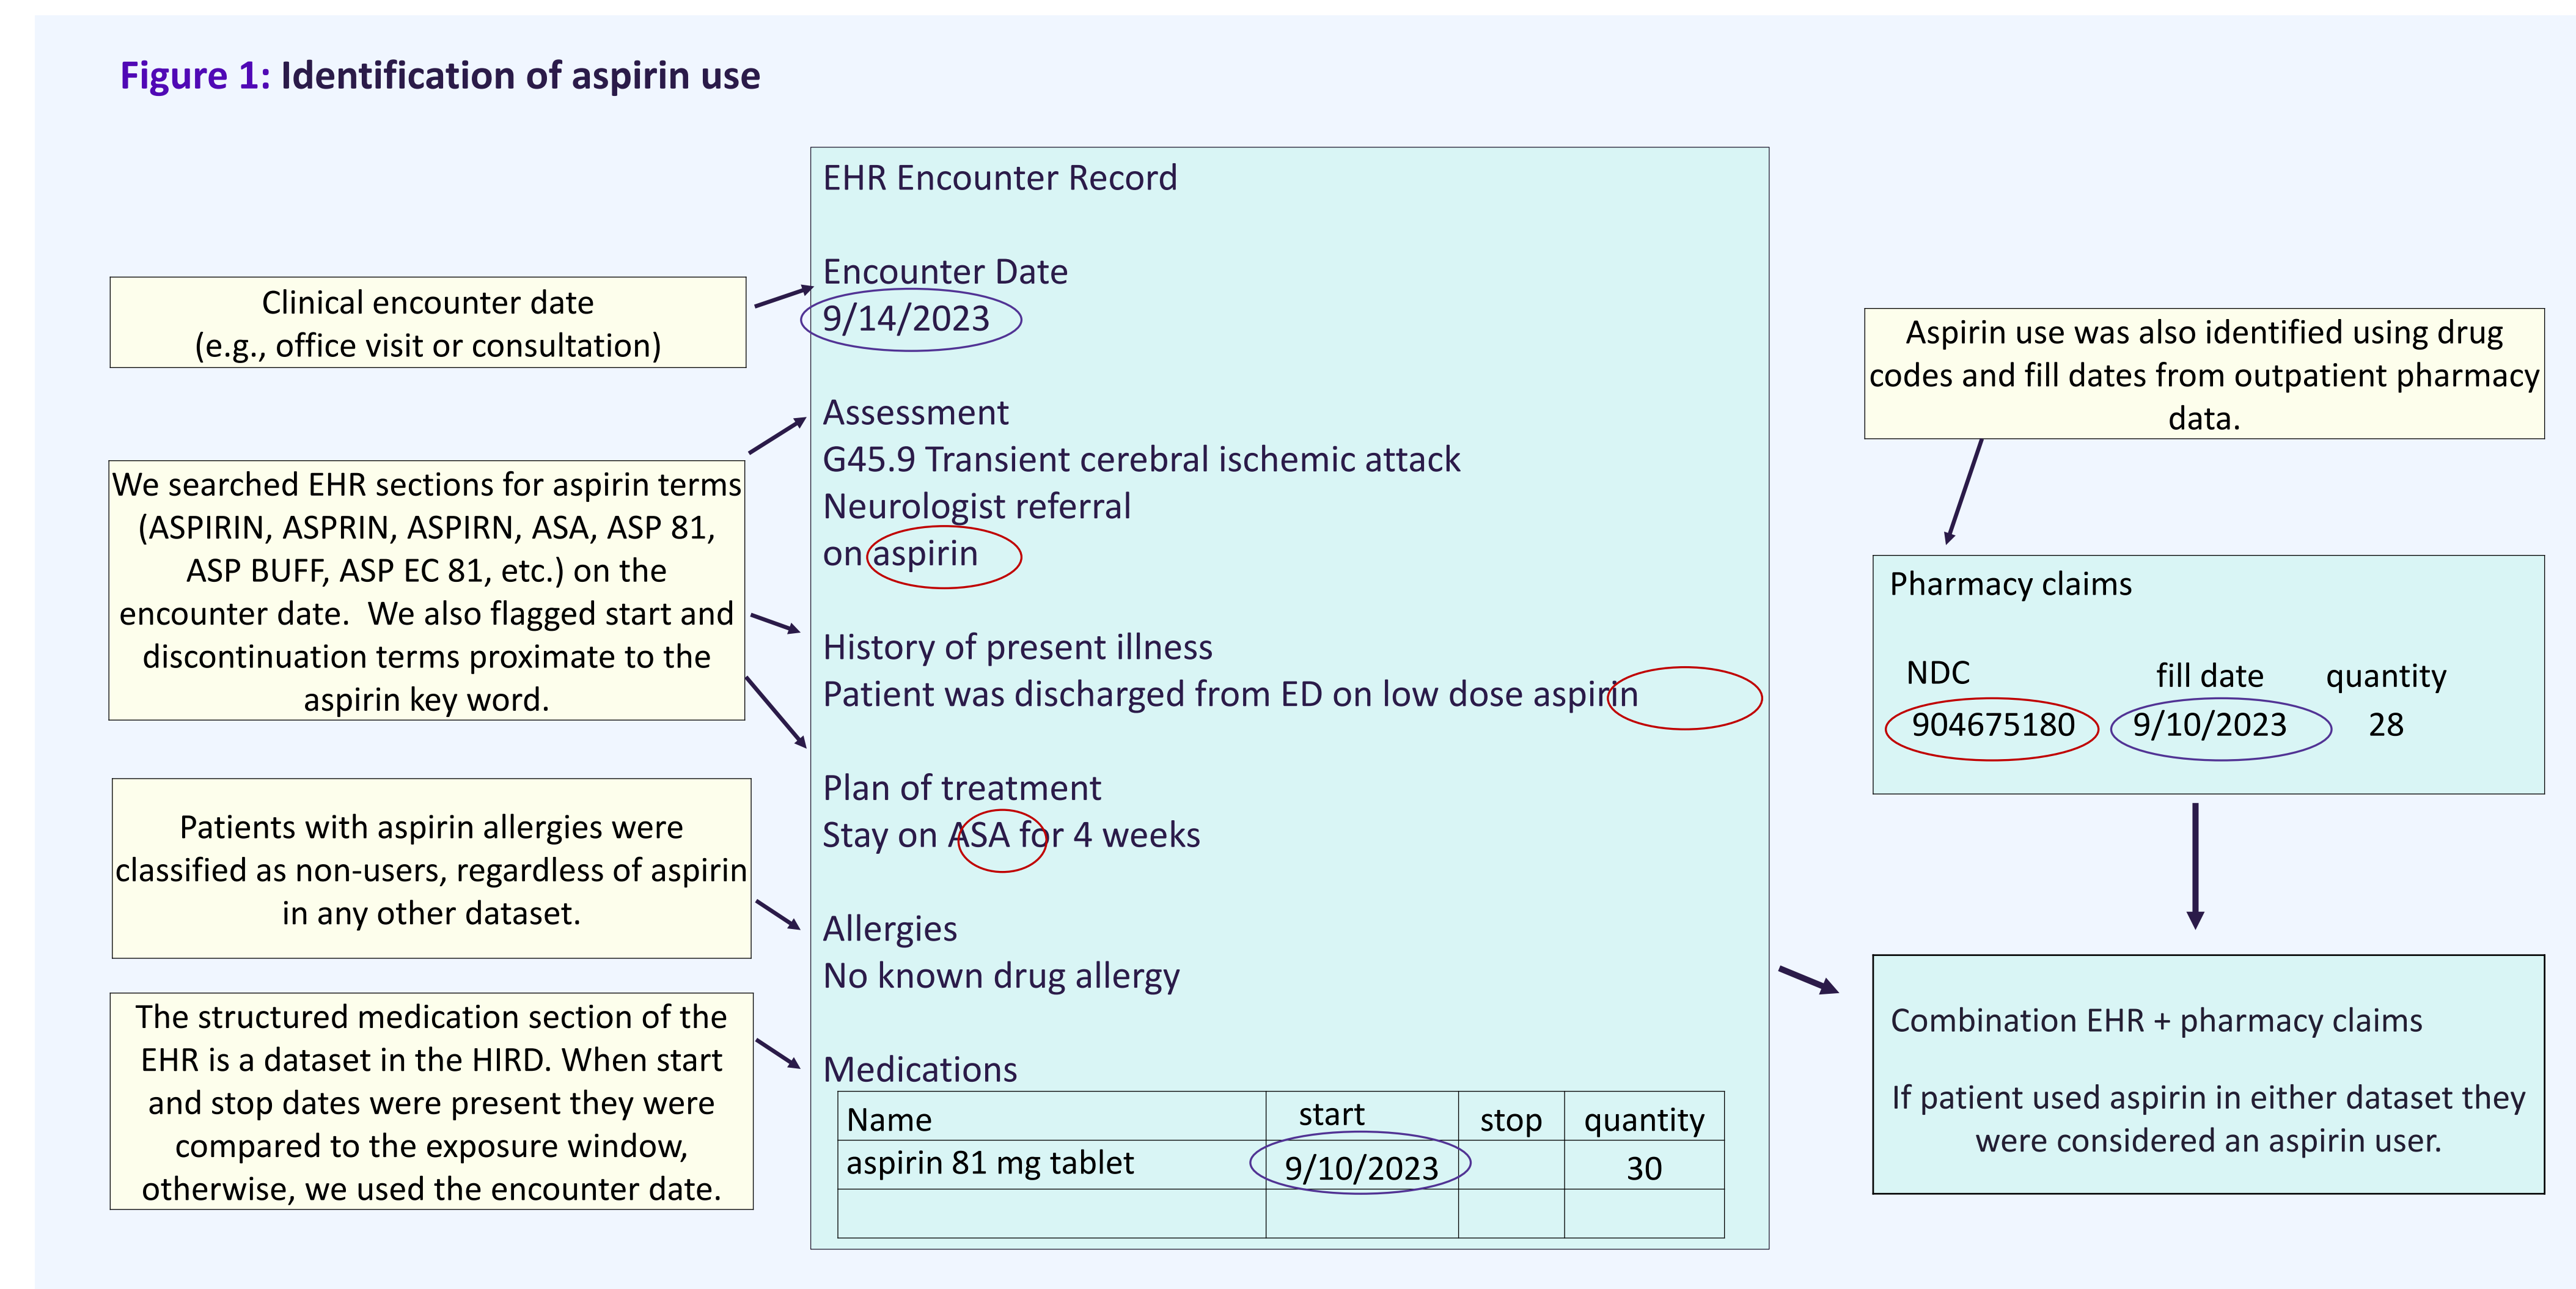 Figure 1: Identification of aspirin use
Clinical encounter date
(e.g., office visit or consultation)
We searched EHR sections for aspirin terms
(ASPIRIN, ASPRIN, ASPIRN, ASA, ASP 81,
ASP BUFF, ASP EC 81, etc.) on the
encounter date.  We also flagged start and
discontinuation terms proximate to the
aspirin key word.
Patients with aspirin allergies were
classified as non-users, regardless of aspirin
in any other dataset.
The structured medication section of the
EHR is a dataset in the HIRD. When start
and stop dates were present they were
compared to the exposure window,
otherwise, we used the encounter date.
EHR Encounter Record
Encounter Date
9/14/2023
Assessment
G45.9 Transient cerebral ischemic attack
Neurologist referral
on aspirin
History of present illness
Patient was discharged from ED on low dose aspirin
Plan of treatment
Stay on ASA for 4 weeks
Allergies
No known drug allergy
Medications
Name start stop quantity
aspirin 81 mg tablet 9/10/2023 30
Aspirin use was also identified using drug
codes and fill dates from outpatient pharmacy
data.
Pharmacy claims
NDC fill date quantity
904675180 9/10/2023 28
Combination EHR + pharmacy claims
If patient used aspirin in either dataset they
were considered an aspirin user.